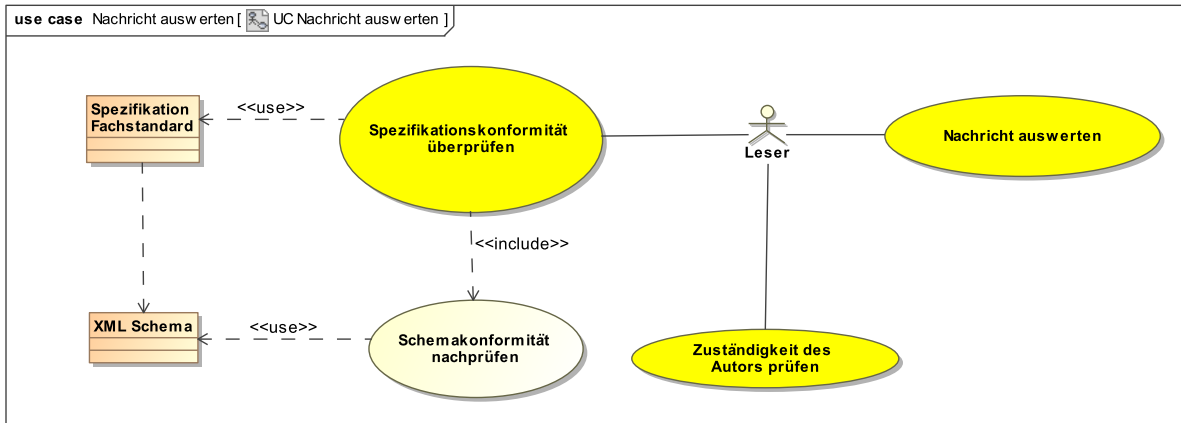 use case Nachricht auswerten [ UC Nachricht auswerten ]
Spezifikation
Fachstandard
<<use>>
Spezifikationskonformität
überprüfen
Leser
Nachricht auswerten
<<include>>
XML Schema
<<use>>
Schemakonformität
nachprüfen
Zuständigkeit des
Autors prüfen